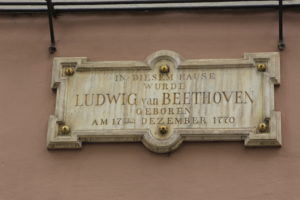 IN DIESEM HAUSE
WURDE
LUDWIG van BEETHOVEN
GEBOREN
AM 17ten DEZEMBER 1770